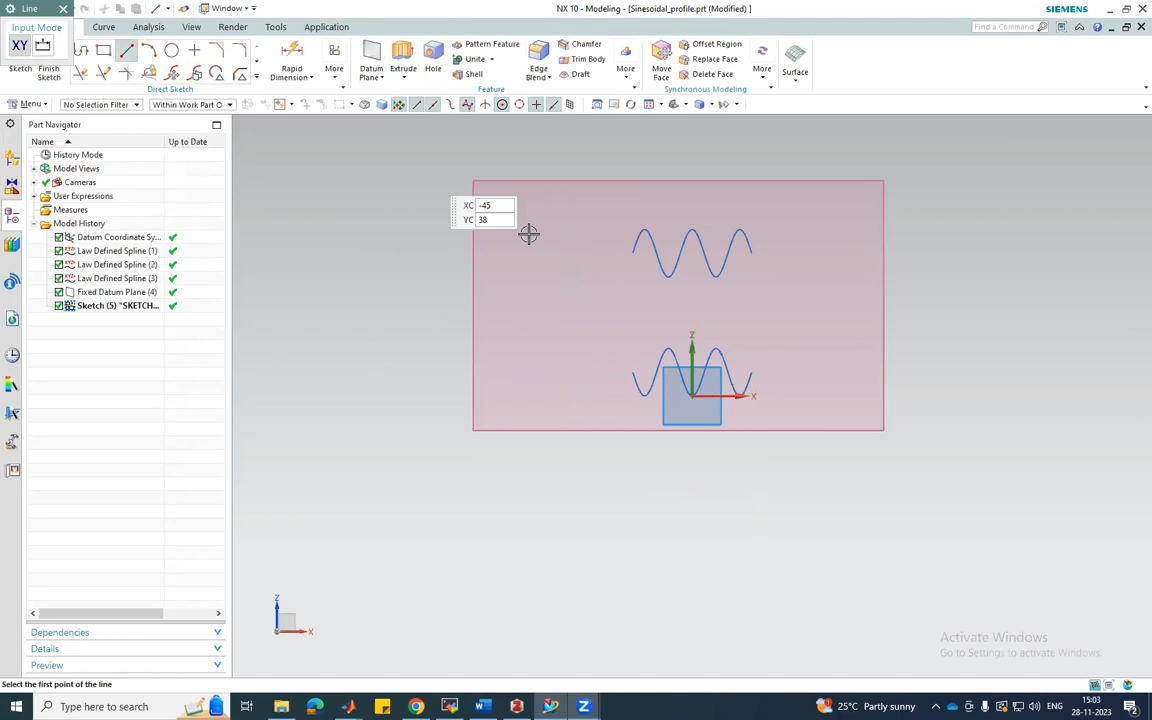 Line
Window
NX 10 - Modeling - [Sinesoidal_profile.prt (Modified) ]
SIEMENS
Input Mode
XY
Curve
Analysis
View
Render
Tools
Application
Find a Command
Sketch
Finish
Sketch
Rapid
Dimension
More
Direct Sketch
Datum
Plane
Extrude
Hole
Pattern Feature
Unite
Shell
Edge
Blend
Chamfer
Trim Body
Draft
More
Feature
Move
Face
Offset Region
Replace Face
Delete Face
More
Synchronous Modeling
Surface
Menu
No Selection Filter
Within Work Part O
Part Navigator
Name
Up to Date
History Mode
Model Views
Cameras
User Expressions
Measures
Model History
Datum Coordinate Sy...
Law Defined Spline (1)
Law Defined Spline (2)
Law Defined Spline (3)
Fixed Datum Plane (4)
Sketch (5) "SKETCH...
XC -45
YC 38
Z
X
Z
X
Dependencies
Details
Preview
Activate Windows
Go to Settings to activate Windows.
Select the first point of the line
Type here to search
25°C Partly sunny
ENG
15:03
28-11-2023
2